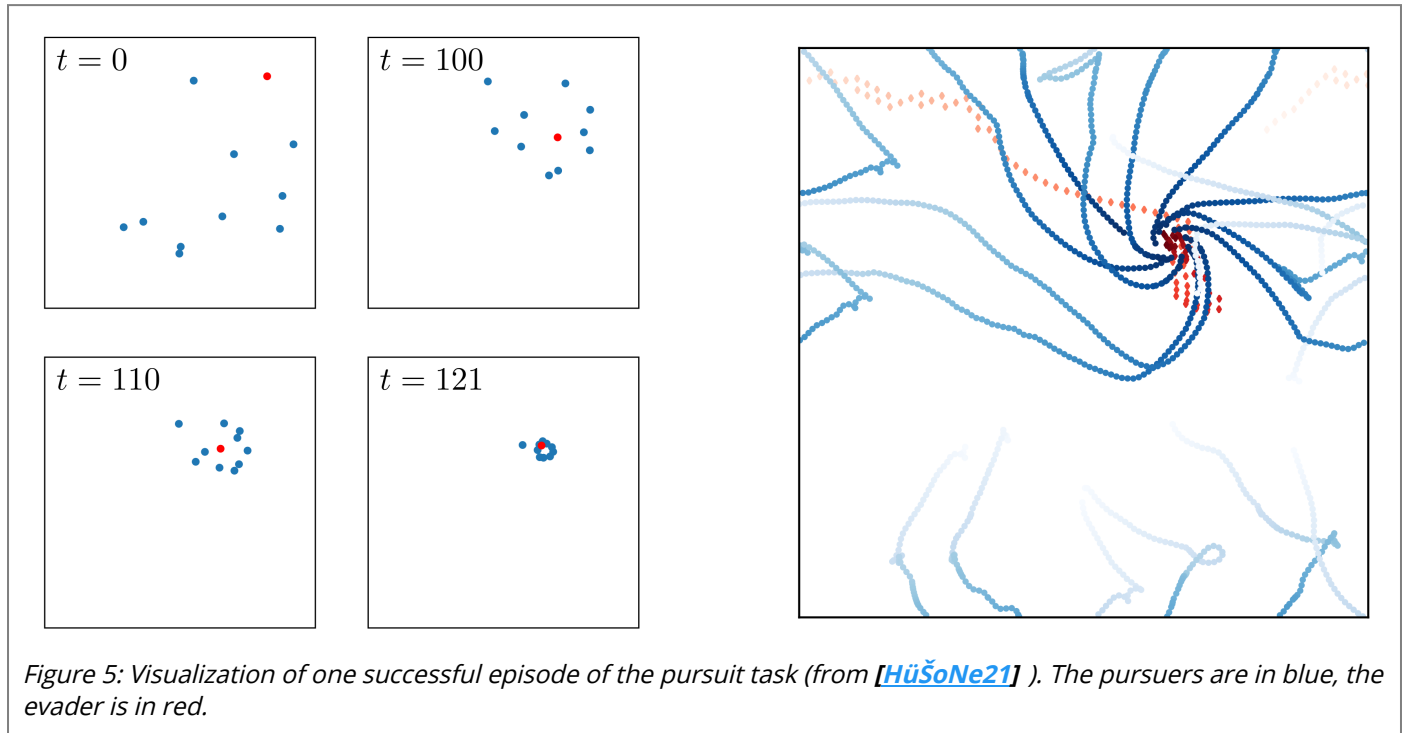 t = 0
t = 100
t = 110
t = 121
Figure 5: Visualization of one successful episode of the pursuit task (from [HüŠoNe21] ). The pursuers are in blue, the
evader is in red.